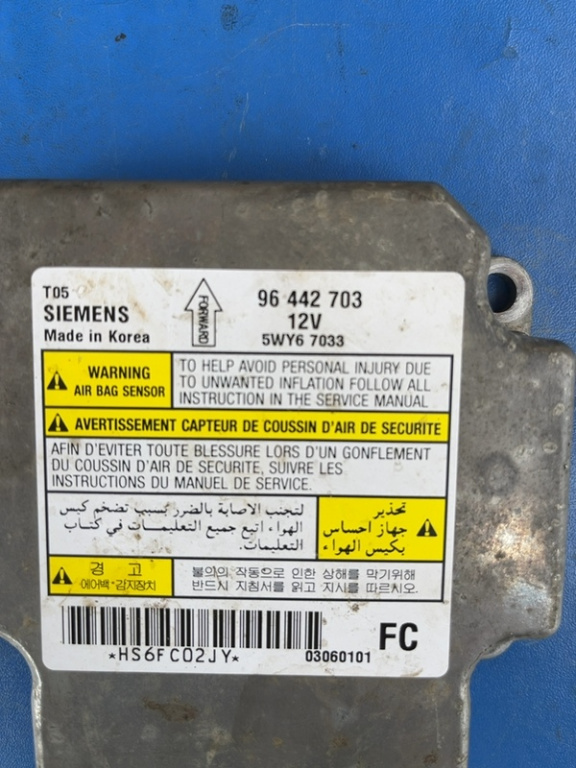 T05
SIEMENS
Made in Korea
FORWARD
96 442 703
12V
5WY6 7033
WARNING
AIR BAG SENSOR
TO HELP AVOID PERSONAL INJURY DUE
TO UNWANTED INFLATION FOLLOW ALL
INSTRUCTION IN THE SERVICE MANUAL
AVERTISSEMENT CAPTEUR DE COUSSIN D'AIR DE SECURITE
AFIN D'EVITER TOUTE BLESSURE LORS D'UN GONFLEMENT
DU COUSSIN D'AIR DE SECURITE, SUIVRE LES
INSTRUCTIONS DU MANUEL DE SERVICE.
تحذير
جهاز احساس
بكيس الهواء
لتجنب الاصابة بالضرر بسبب تضخم كيس
الهواء اتبع جميع التعليمات في كتاب
التعليمات.
경 고
에어백*감지장치
불의의 작동으로 인한 상해를 막기위해
반드시 지침서를 읽고 지시를 따르십시오.
*HS6FC02JY*
03060101
FC